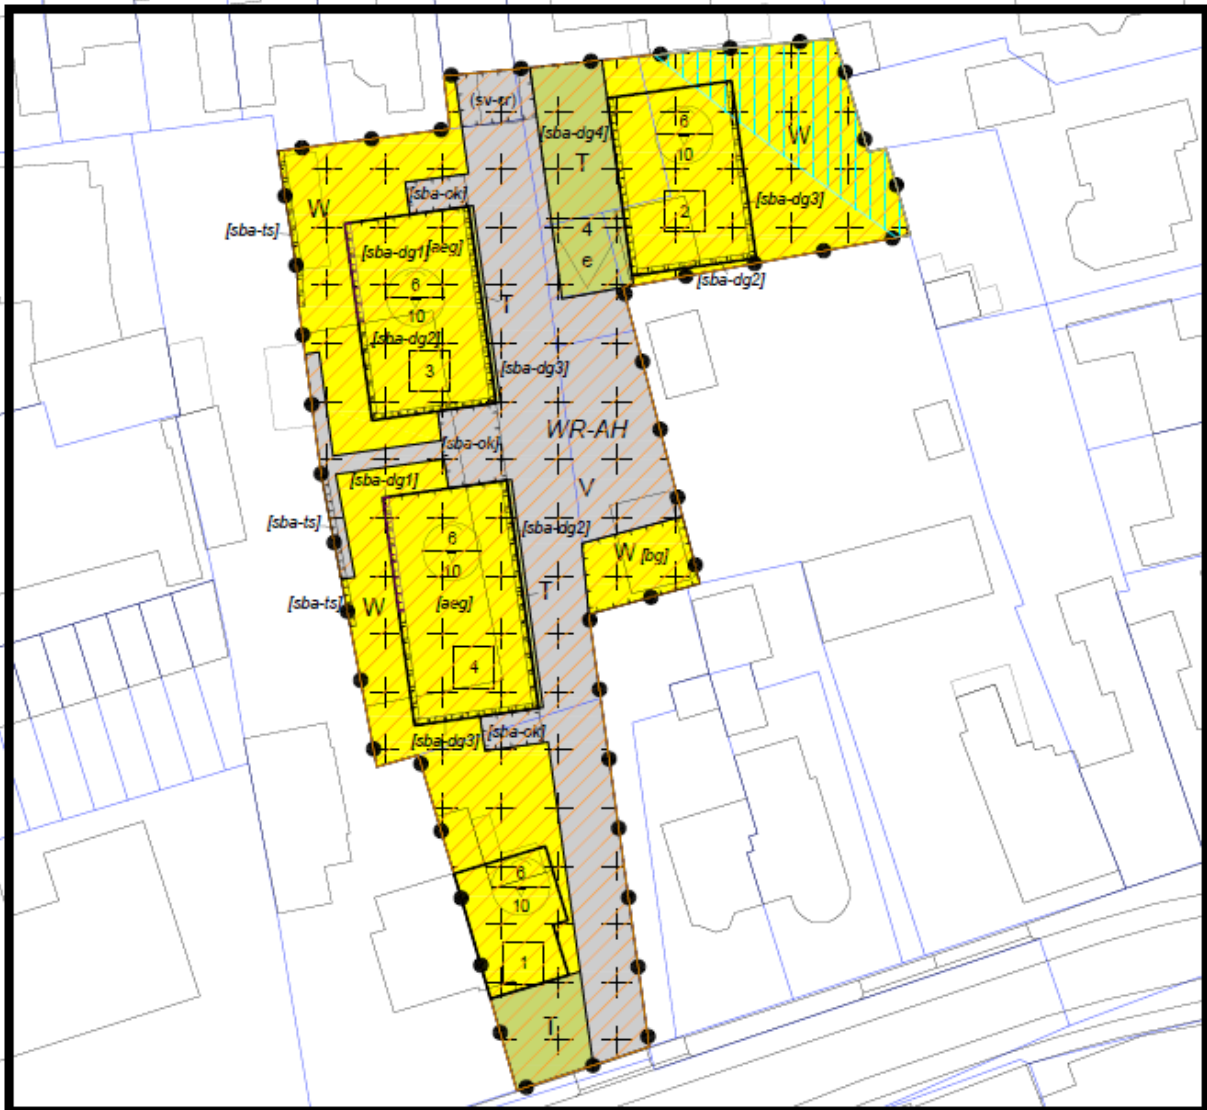 (sv-sr)
[sba-dg4]
T
6
10
W
2
[sba-dg3]
[sba-ok]
W
[sba-ts]
[sba-dg1]
[aeg]
4
e
[sba-dg2]
6
10
T
[sba-dg2]
3
[sba-dg3]
WR-AH
[sba-ok]
[sba-dg1]
V
[sba-ts]
[sba-dg2]
6
10
W [bg]
[sba-ts]
W
[aeg]
T
4
[sba-dg3]
[sba-ok]
6
10
1
T